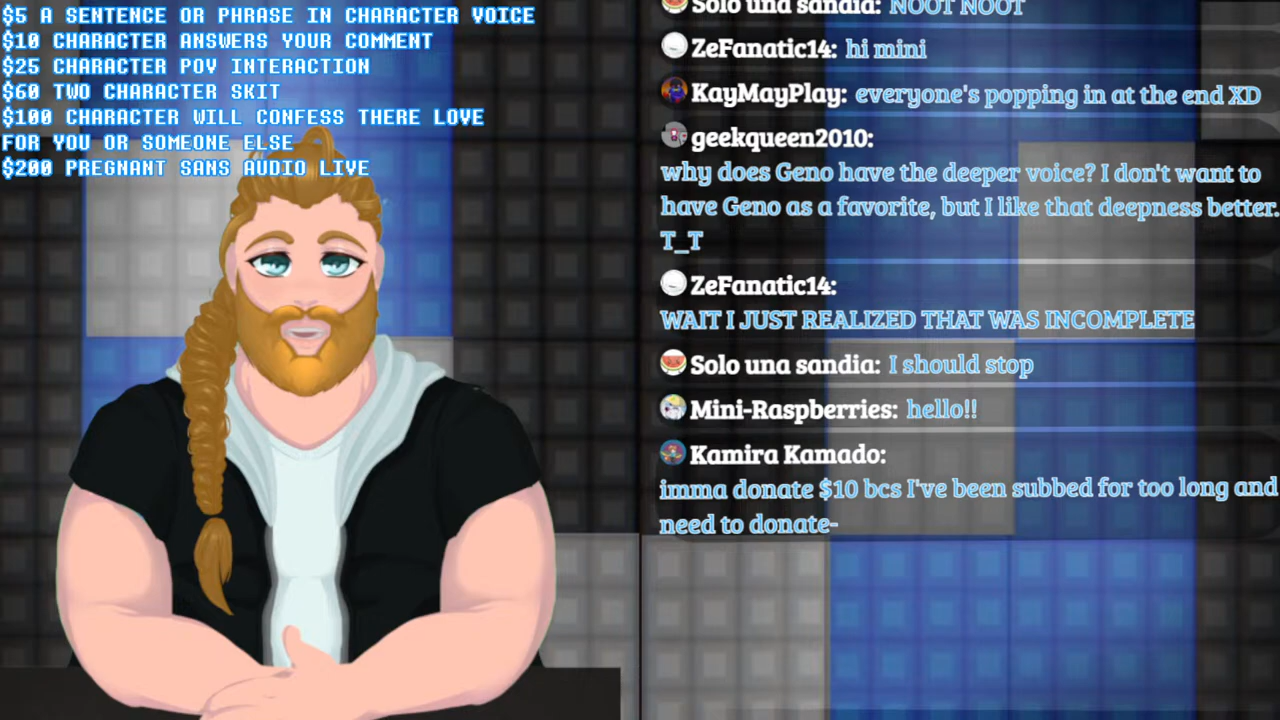 $5 A SENTENCE OR PHRASE IN CHARACTER VOICE
$10 CHARACTER ANSWERS YOUR COMMENT
$25 CHARACTER POV INTERACTION
$60 TWO CHARACTER SKIT
$100 CHARACTER WILL CONFESS THERE LOVE
FOR YOU OR SOMEONE ELSE
$200 PREGNANT SANS AUDIO LIVE
Solo una sandia: NOOT NOOT
ZeFanatic14: hi mini
KayMayPlay: everyone's popping in at the end XD
geekqueen2010:
why does Geno have the deeper voice? I don't want to
have Geno as a favorite, but I like that deepness better.
T_T
ZeFanatic14:
WAIT I JUST REALIZED THAT WAS INCOMPLETE
Solo una sandia: I should stop
Mini-Raspberries: hello!!
Kamira Kamado:
imma donate $10 bcs I've been subbed for too long and
need to donate-